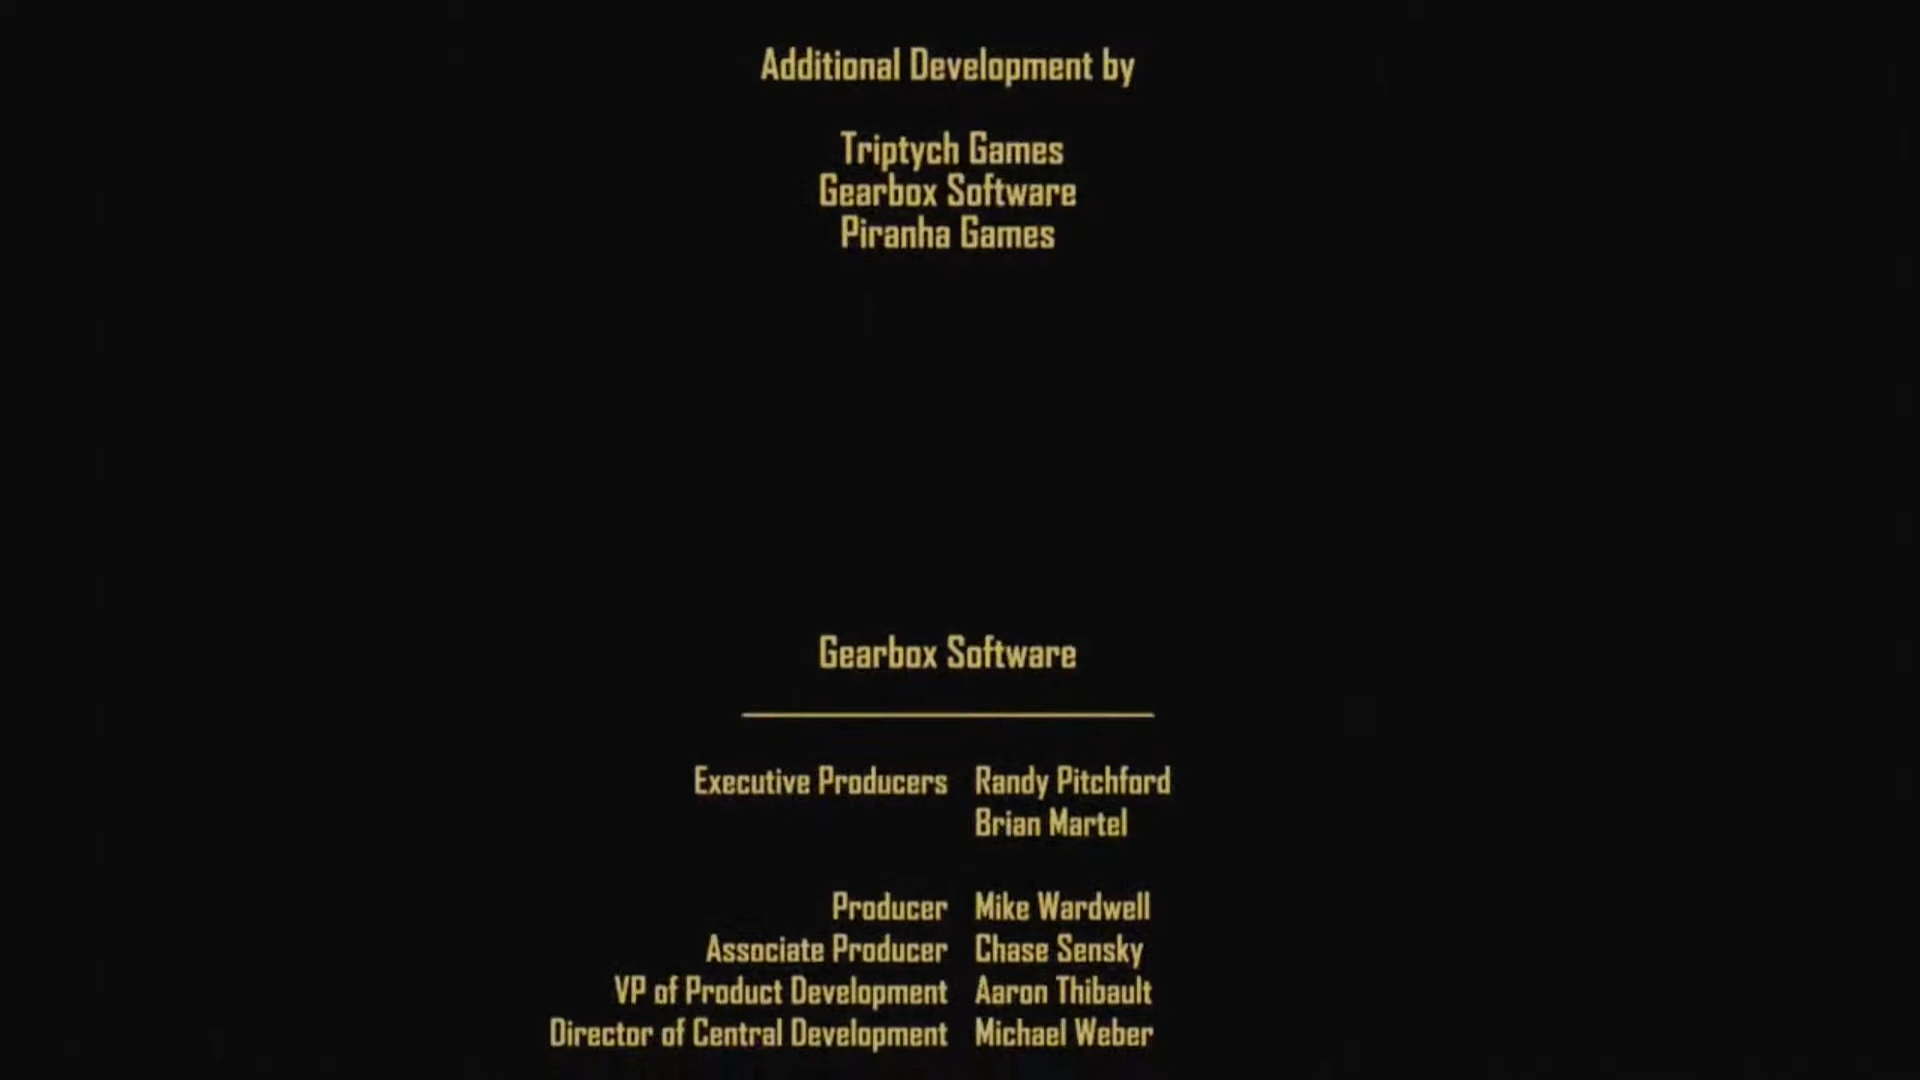 Additional Development by
Triptych Games
Gearbox Software
Piranha Games
Gearbox Software
Executive Producers Randy Pitchford
Brian Martel
Producer Mike Wardwell
Associate Producer Chase Sensky
VP of Product Development Aaron Thibault
Director of Central Development Michael Weber